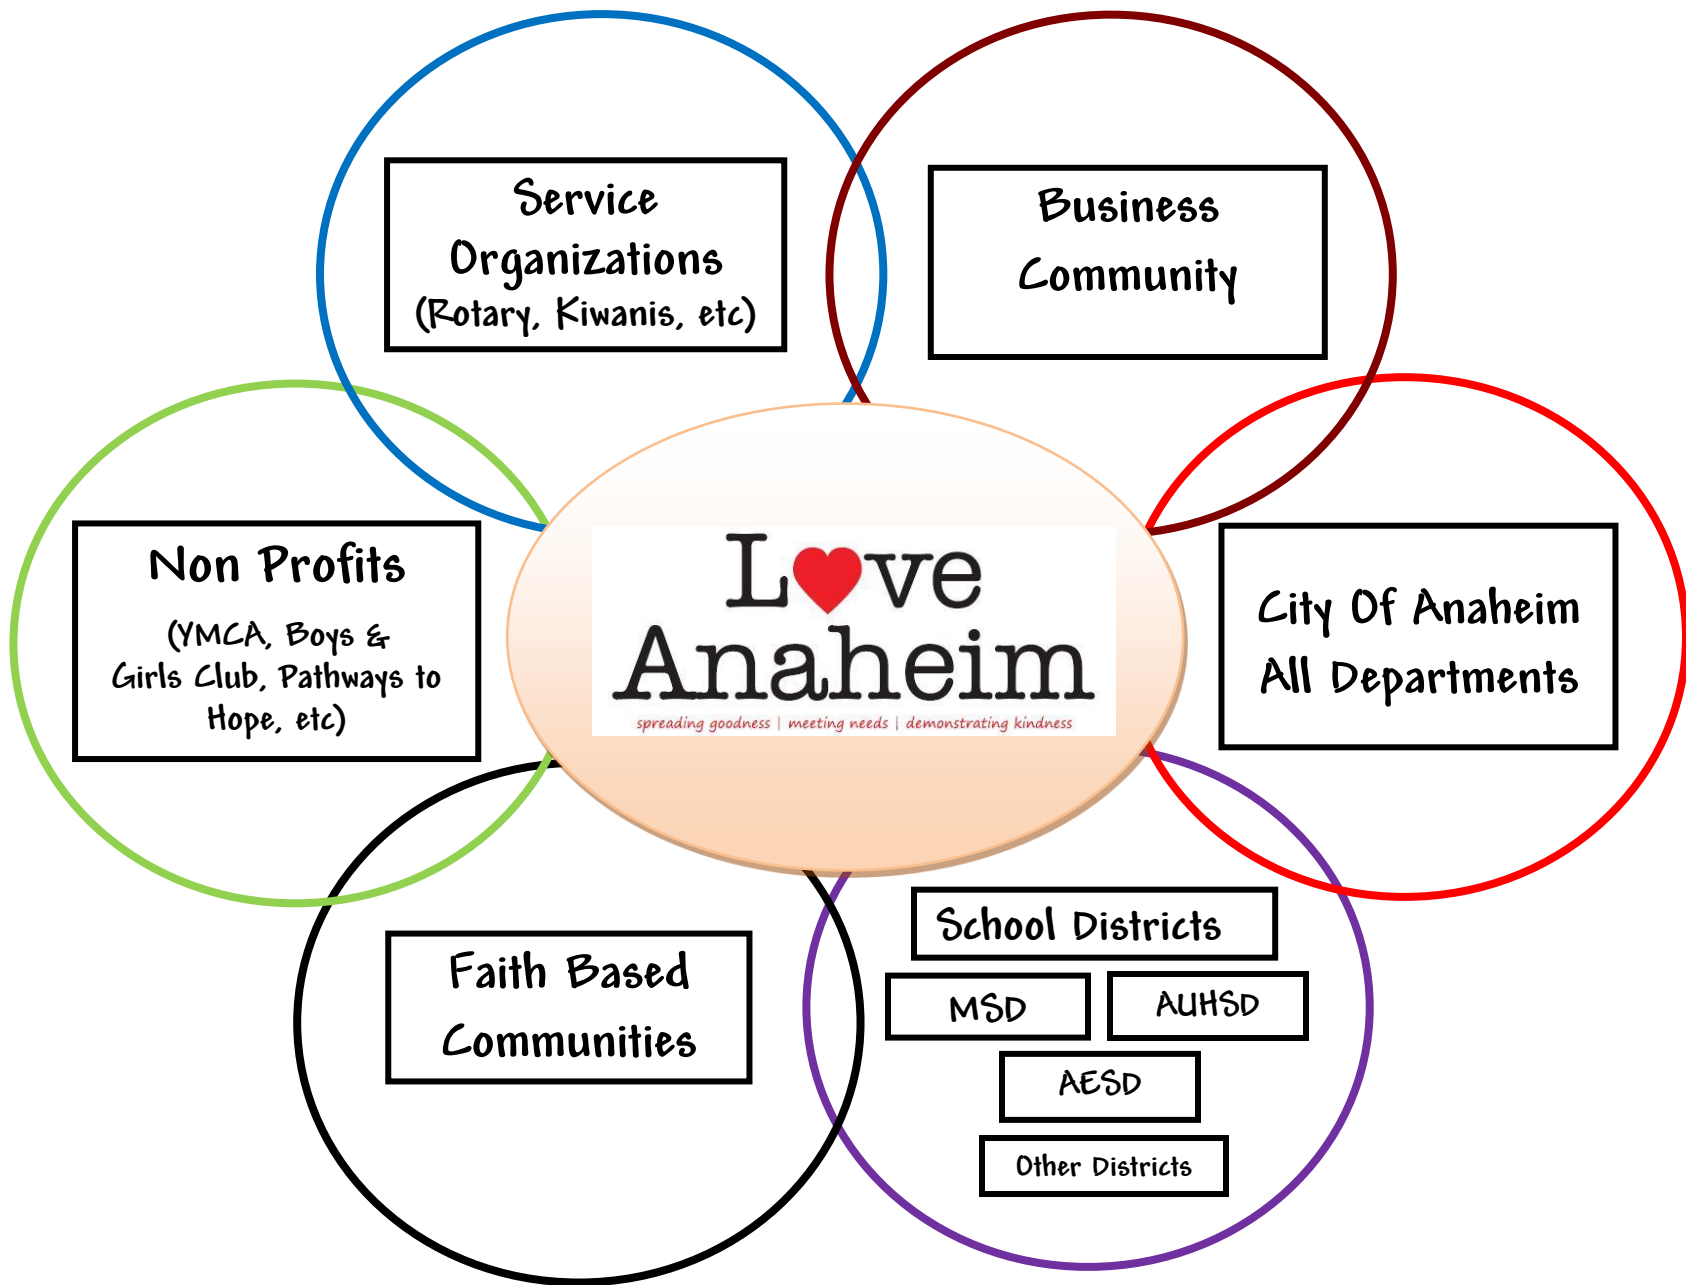 Service
Organizations
(Rotary, Kiwanis, etc)
Business
Community
Non Profits
(YMCA, Boys &
Girls Club, Pathways to
Hope, etc)
L❤ve
Anaheim
spreading goodness | meeting needs | demonstrating kindness
City Of Anaheim
All Departments
Faith Based
Communities
School Districts
MSD
AUHSD
AESD
Other Districts